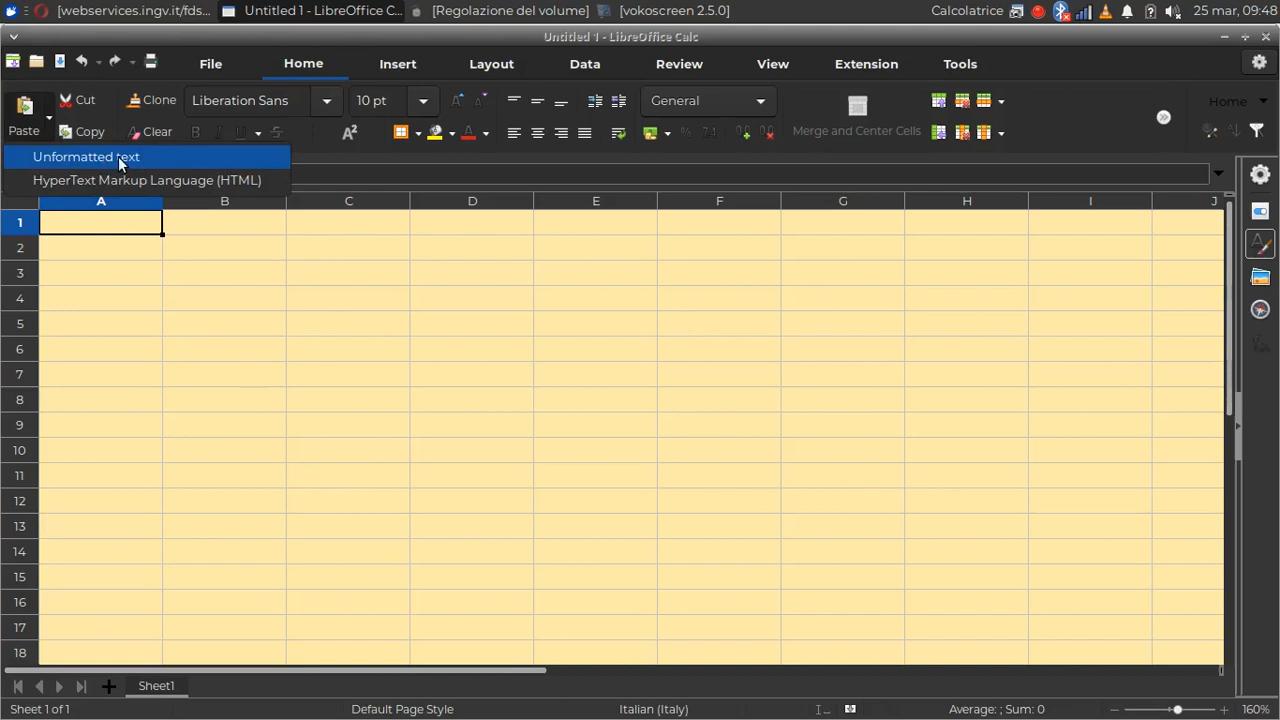 [webservices.ingv.it/fds... Untitled 1 - LibreOffice C... [Regolazione del volume] [vokoscreen 2.5.0] Calcolatrice 25 mar, 09:48
Untitled 1 - LibreOffice Calc
File Home Insert Layout Data Review View Extension Tools
Cut Clone Liberation Sans 10 pt General Home
Paste Copy Clear Merge and Center Cells
Unformatted text
HyperText Markup Language (HTML)
A B C D E F G H I J
1
2
3
4
5
6
7
8
9
10
11
12
13
14
15
16
17
18
Sheet1
Sheet 1 of 1 Default Page Style Italian (Italy) Average: ; Sum: 0 160%